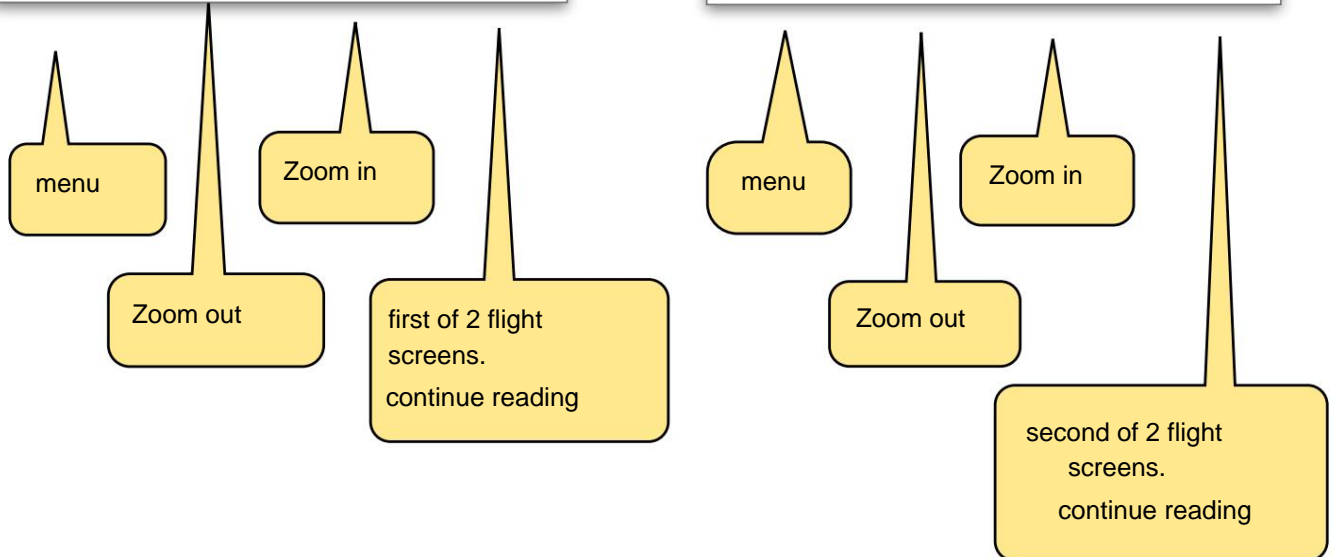 menu
Zoom out
Zoom in
first of 2 flight
screens.
continue reading
menu
Zoom out
Zoom in
second of 2 flight
screens.
continue reading